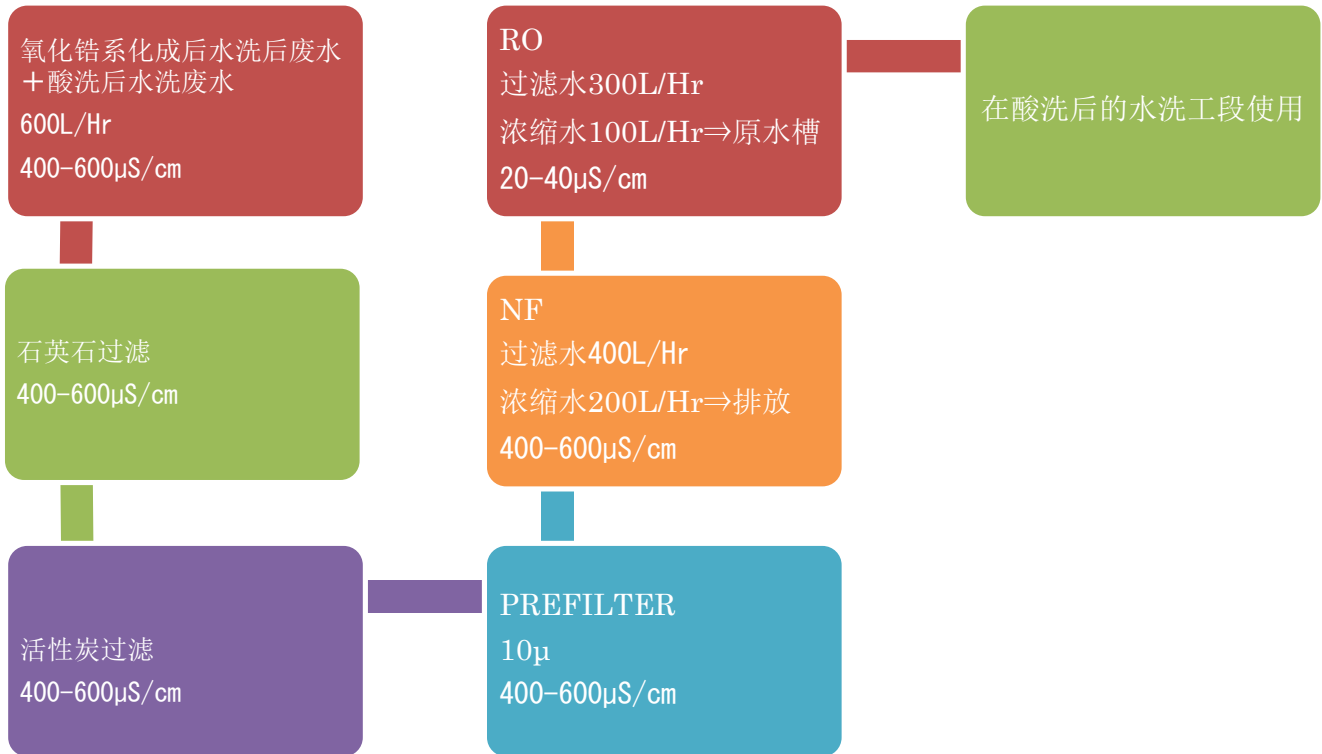 氧化锆系化成后水洗后废水
＋酸洗后水洗废水
600L/Hr
400-600μS/cm
石英石过滤
400-600μS/cm
活性炭过滤
400-600μS/cm
PREFILTER
10μ
400-600μS/cm
NF
过滤水400L/Hr
浓缩水200L/Hr⇒排放
400-600μS/cm
RO
过滤水300L/Hr
浓缩水100L/Hr⇒原水槽
20-40μS/cm
在酸洗后的水洗工段使用